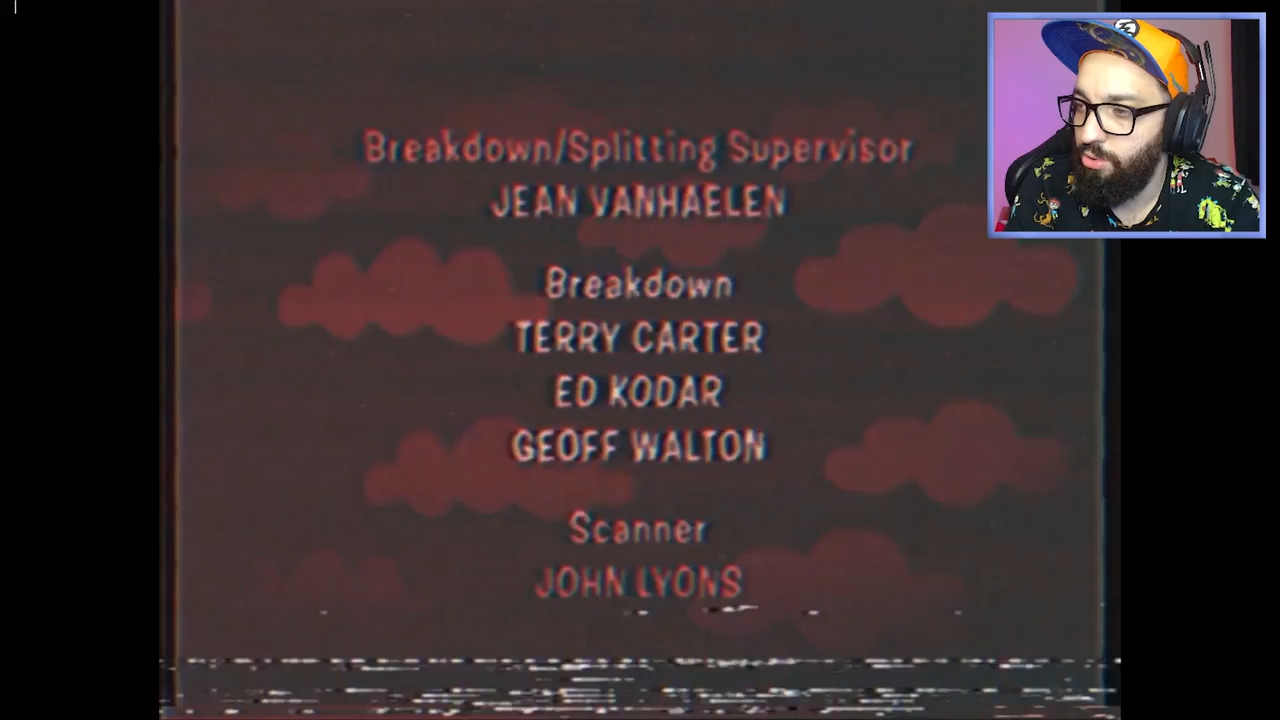 Breakdown/Splitting Supervisor
JEAN VANHAELEN
Breakdown
TERRY CARTER
ED KODAR
GEOFF WALTON
Scanner
JOHN LYONS